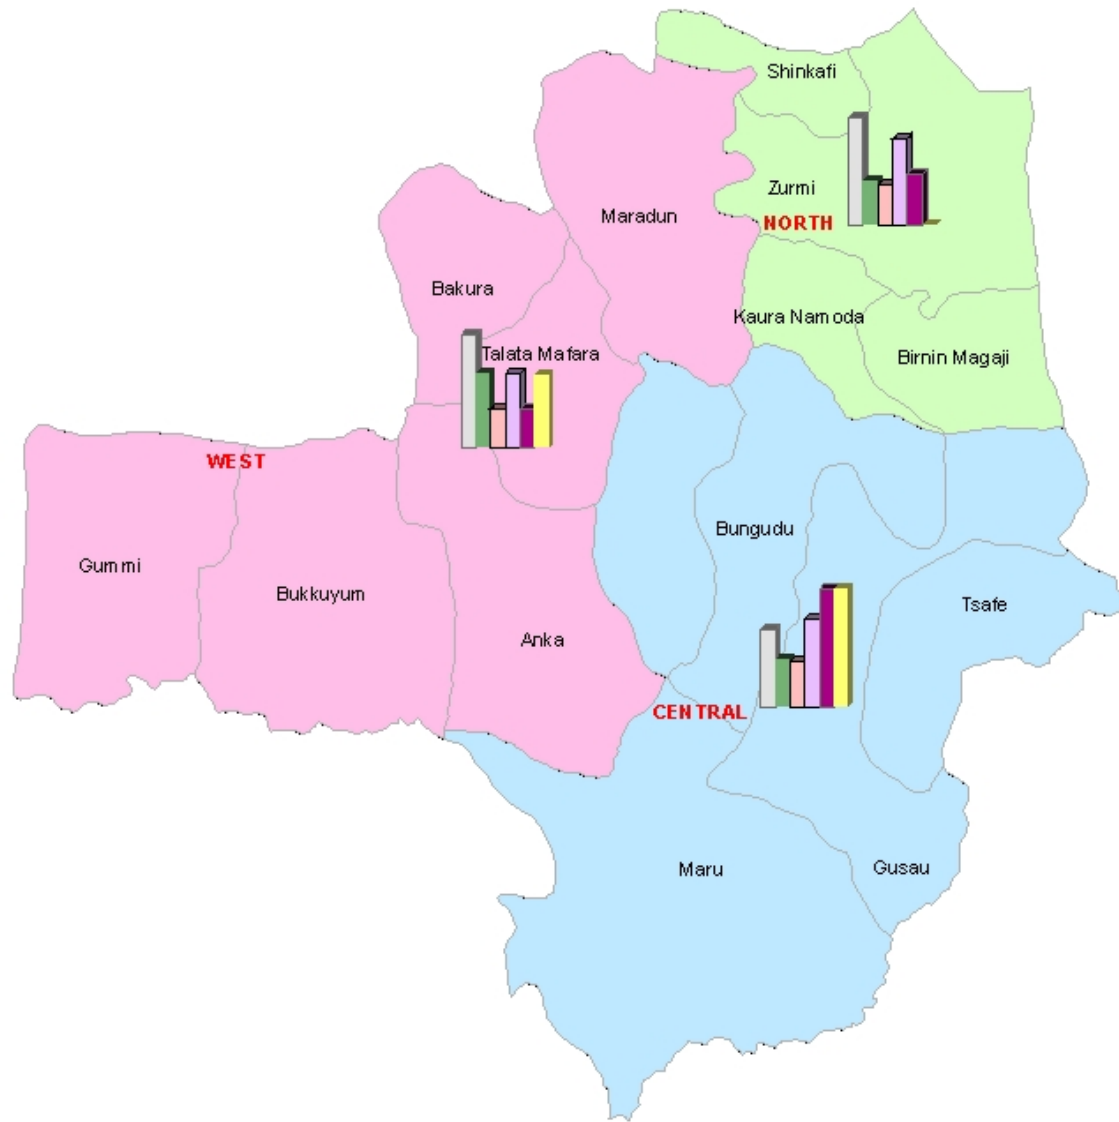 Shinkafi
Zurmi
NORTH
Maradun
Bakura
Kaura Namoda
Talata Mafara
Birnin Magaji
WEST
Bungudu
Gummi
Bukkuyum
Tsafe
Anka
CENTRAL
Maru
Gusau